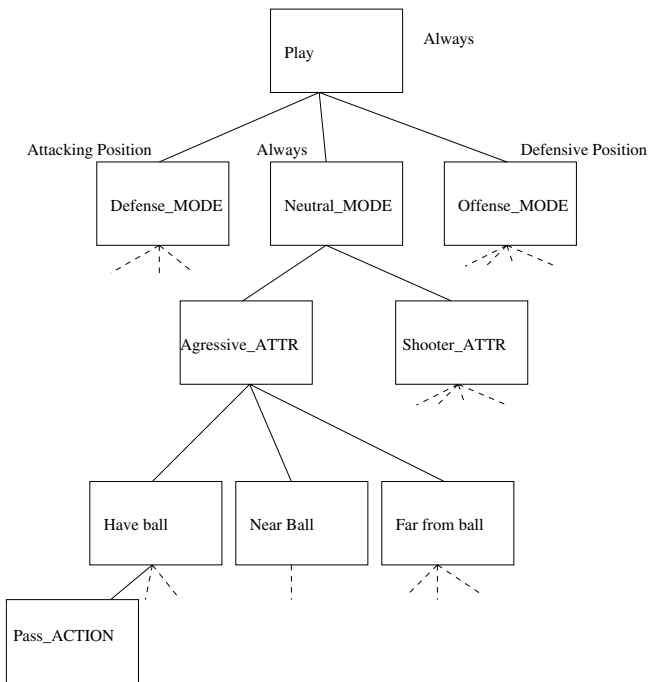 Play
Always
Attacking Position
Always
Defensive Position
Defense_MODE
Neutral_MODE
Offense_MODE
Agressive_ATTR
Shooter_ATTR
Have ball
Near Ball
Far from ball
Pass_ACTION